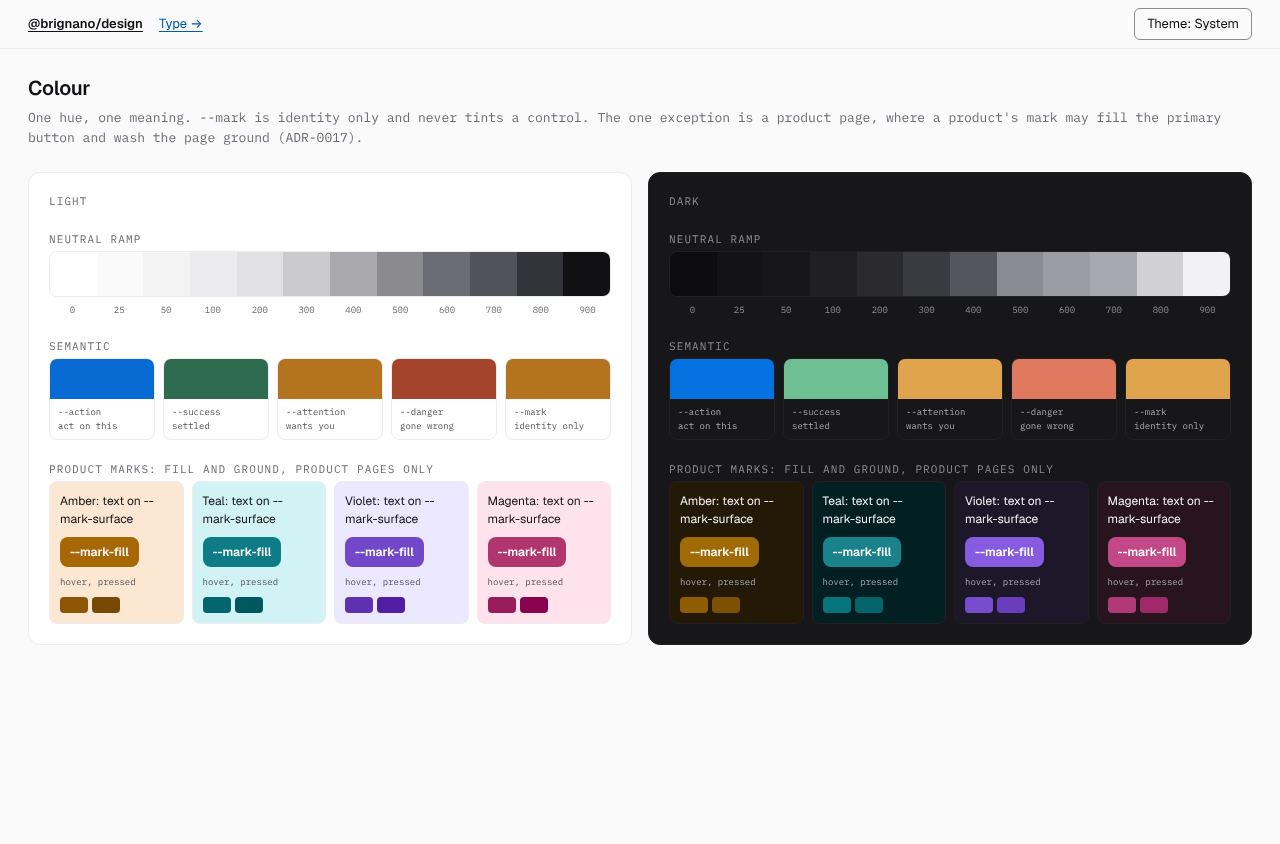 @brignano/design Type → Theme: System
Colour
One hue, one meaning. --mark is identity only and never tints a control. The one exception is a product page, where a product's mark may fill the primary
button and wash the page ground (ADR-0017).
LIGHT
NEUTRAL RAMP
0 25 50 100 200 300 400 500 600 700 800 900
SEMANTIC
--action --success --attention --danger --mark
act on this settled wants you gone wrong identity only
PRODUCT MARKS: FILL AND GROUND, PRODUCT PAGES ONLY
Amber: text on -- Teal: text on -- Violet: text on -- Magenta: text on --
mark-surface mark-surface mark-surface mark-surface
--mark-fill --mark-fill --mark-fill --mark-fill
hover, pressed hover, pressed hover, pressed hover, pressed
DARK
NEUTRAL RAMP
0 25 50 100 200 300 400 500 600 700 800 900
SEMANTIC
--action --success --attention --danger --mark
act on this settled wants you gone wrong identity only
PRODUCT MARKS: FILL AND GROUND, PRODUCT PAGES ONLY
Amber: text on -- Teal: text on -- Violet: text on -- Magenta: text on --
mark-surface mark-surface mark-surface mark-surface
--mark-fill --mark-fill --mark-fill --mark-fill
hover, pressed hover, pressed hover, pressed hover, pressed